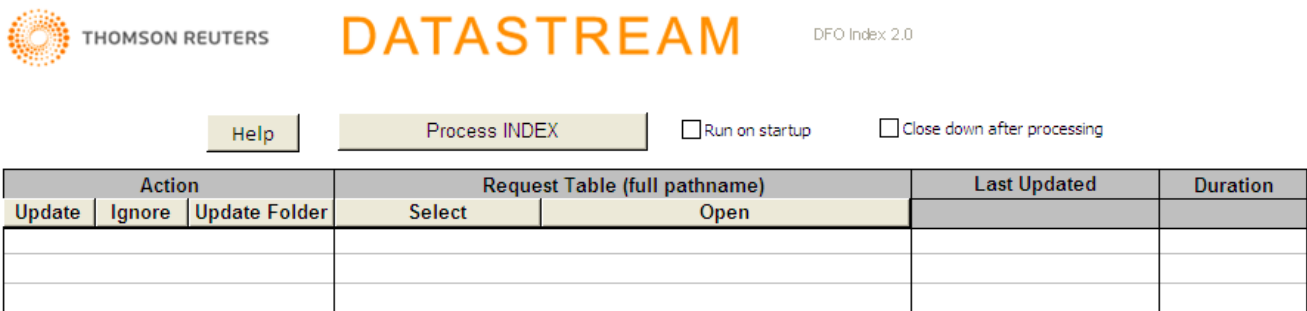 THOMSON REUTERS DATASTREAM DFO Index 2.0
Help Process INDEX Run on startup Close down after processing
Action Request Table (full pathname) Last Updated Duration
Update Ignore Update Folder Select Open